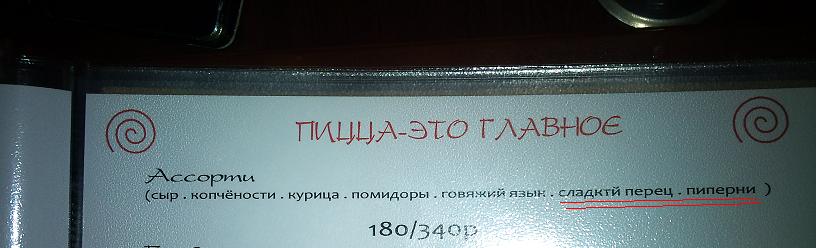 ПИЦЦА-ЭТО ГЛАВНОЕ
Ассорти
(сыр . копчёности . курица . помидоры . говяжий язык . сладктй перец . пиперни )
180/340р